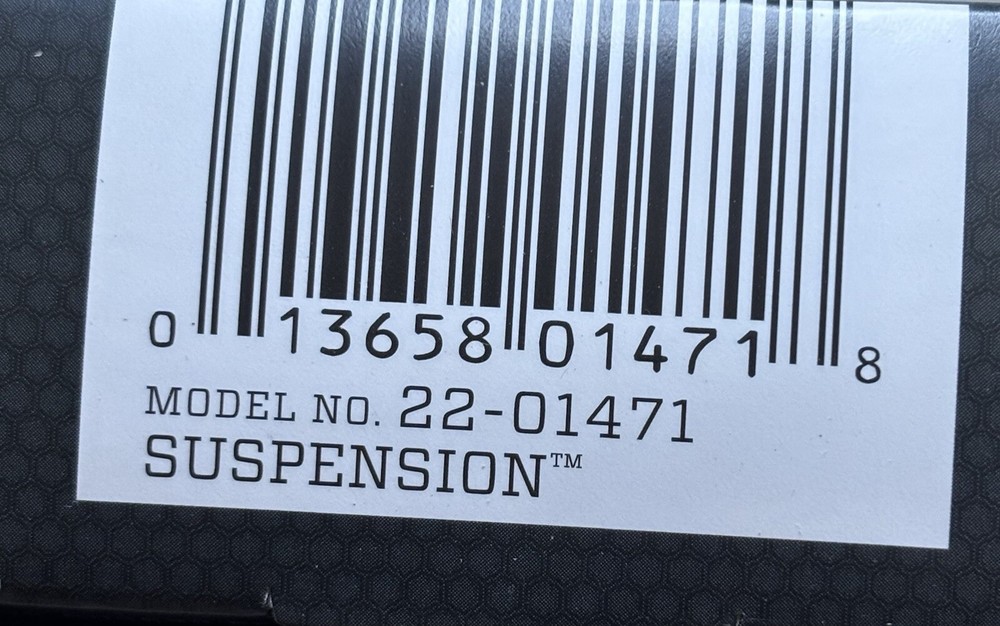 0 13658 01471 8
MODEL NO. 22-01471
SUSPENSION™